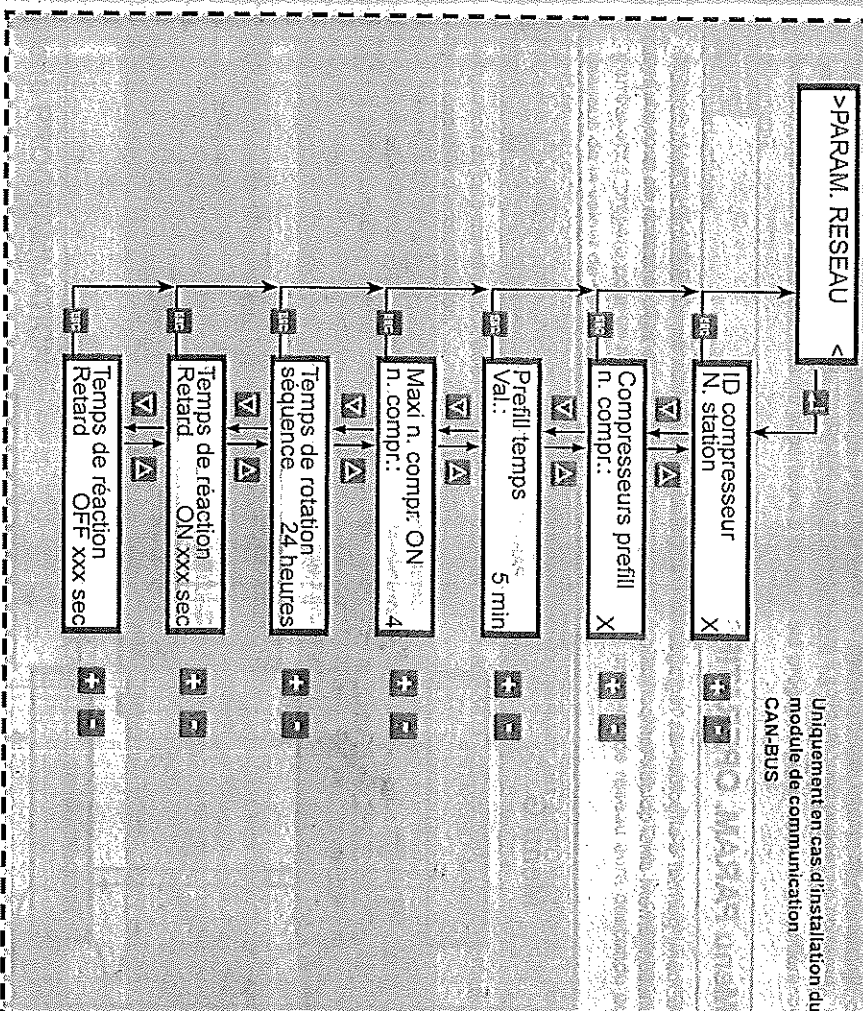 >PARAM. RESEAU <
Uniquement en cas d'installation du
module de communication
CAN-BUS
ID compresseur
N. station X
+ -
Compresseurs prefill
n. compr.: X
+ -
Prefill temps
Val.: 5 min
+ -
Maxi n. compr. ON
n. compr.: 4
+ -
Temps de rotation
séquence 24 heures
+ -
Temps de réaction
Retard ON xxx sec
+ -
Temps de réaction
Retard OFF xxx sec
+ -